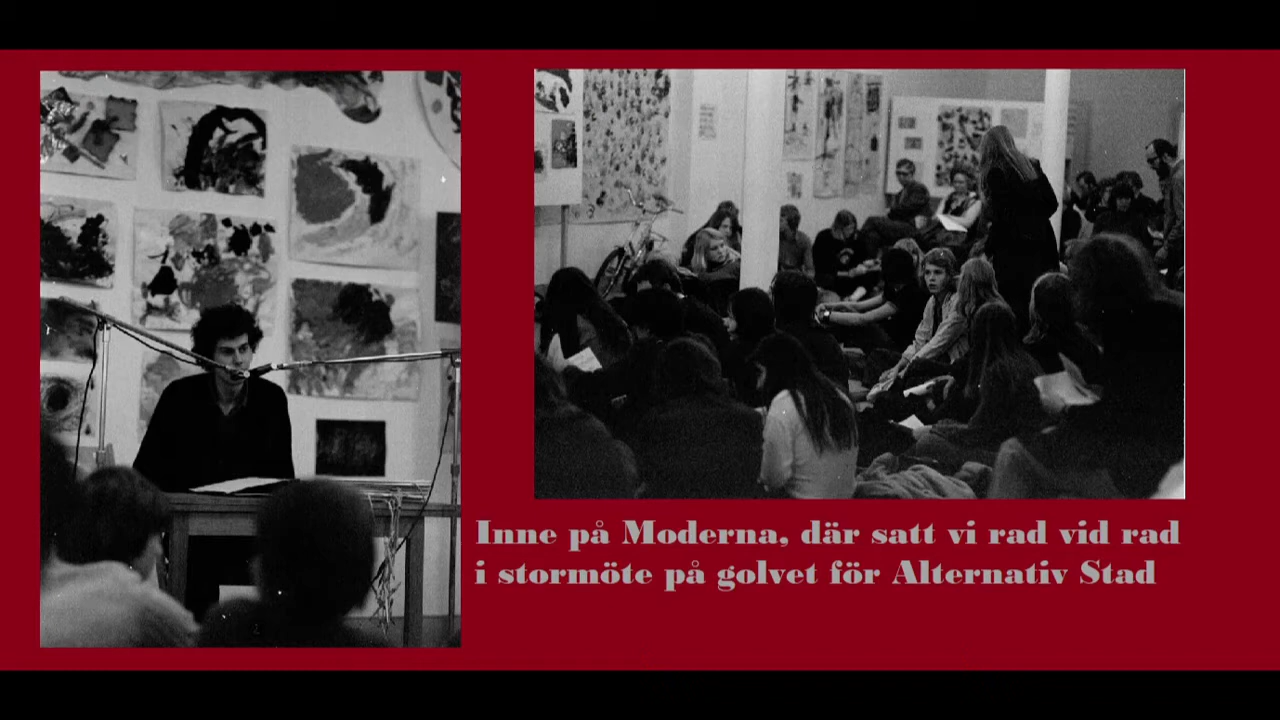 Inne på Moderna, där satt vi rad vid rad
i stormöte på golvet för Alternativ Stad